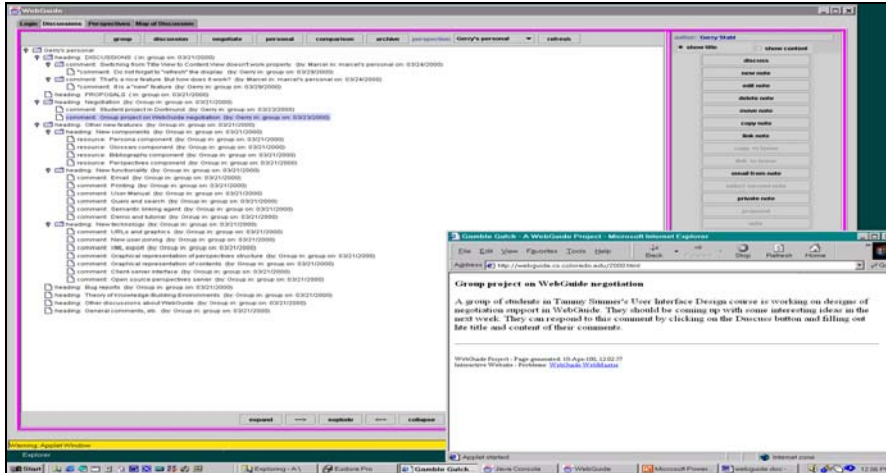 WebGuide
Login Discussions Perspectives Map of Discussions
group discussion negotiate personal comparison archive perspective: Gerry's personal refresh
Gerry's personal
heading: DISCUSSIONS (in group on: 03/21/2000)
comment: Switching from Title View to Content View doesn't work properly. (by: Marcel in: marcel's personal on: 03/24/2000)
*comment: Do not forget to "refresh" the display (by: Gerry in: group on: 03/29/2000)
comment: That's a nice feature. But how does it work? (by: Marcel in: marcel's personal on: 03/24/2000)
*comment: It is a "new" feature (by: Gerry in: group on: 03/29/2000)
heading: PROPOSALS (in group on: 03/21/2000)
heading: Negotiation (by: Group in: group on: 03/21/2000)
comment: Student project in Dortmund (by: Gerry in: group on: 03/23/2000)
comment: Group project on WebGuide negotiation (by: Gerry in: group on: 03/23/2000)
heading: Other new features (by: Group in: group on: 03/21/2000)
heading: New components (by: Group in: group on: 03/21/2000)
resource: Persona component (by: Group in: group on: 03/21/2000)
resource: Glossary component (by: Group in: group on: 03/21/2000)
resource: Bibliography component (by: Group in: group on: 03/21/2000)
resource: Perspectives component (by: Group in: group on: 03/21/2000)
heading: New functionality (by: Group in: group on: 03/21/2000)
comment: Email (by: Group in: group on: 03/21/2000)
comment: Printing (by: Group in: group on: 03/21/2000)
comment: User Manual (by: Group in: group on: 03/21/2000)
comment: Query and search (by: Group in: group on: 03/21/2000)
comment: Semantic linking agent (by: Group in: group on: 03/21/2000)
comment: Demo and tutorial (by: Group in: group on: 03/21/2000)
heading: New technology (by: Group in: group on: 03/21/2000)
comment: URLs and graphics (by: Group in: group on: 03/21/2000)
comment: New user joining (by: Group in: group on: 03/21/2000)
comment: XML export (by: Group in: group on: 03/21/2000)
comment: Graphical representation of perspectives structure (by: Group in: group on: 03/21/2000)
comment: Graphical representation of contents (by: Group in: group on: 03/21/2000)
comment: Client-server interface (by: Group in: group on: 03/21/2000)
comment: Open source perspectives server (by: Group in: group on: 03/21/2000)
heading: Bug reports (by: Group in: group on: 03/21/2000)
heading: Theory of Knowledge-Building Environments (by: Group in: group on: 03/21/2000)
heading: Other discussions about WebGuide (by: Group in: group on: 03/21/2000)
heading: General comments, etc. (by: Group in: group on: 03/21/2000)
expand ---> explode <--- collapse
author: Gerry Stahl
show title show content
discuss
new note
edit note
delete note
move note
copy note
link note
copy to home
link to home
email from note
select second note
private note
proposal
vote
Gamble Gulch - A WebGuide Project - Microsoft Internet Explorer
File Edit View Favorites Tools Help
Back Stop Refresh Home
Address http://webguide.cs.colorado.edu/2000.html
Group project on WebGuide negotiation
A group of students in Tammy Sumner's User Interface Design course is working on designs of
negotiation support in WebGuide. They should be coming up with some interesting ideas in the
next week. They can respond to this comment by clicking on the Discuss button and filling out
hte title and content of their comments.
WebGuide Project - Page generated: 10-Apr-100, 12:02:37
Interactive Website - Problems: WebGuide WebMaster
Applet started Internet zone
Warning: Applet Window
Explorer
Start Exploring - A:\ Eudora Pro Gamble Gulch... Java Console WebGuide Microsoft Power... webguide.doc -